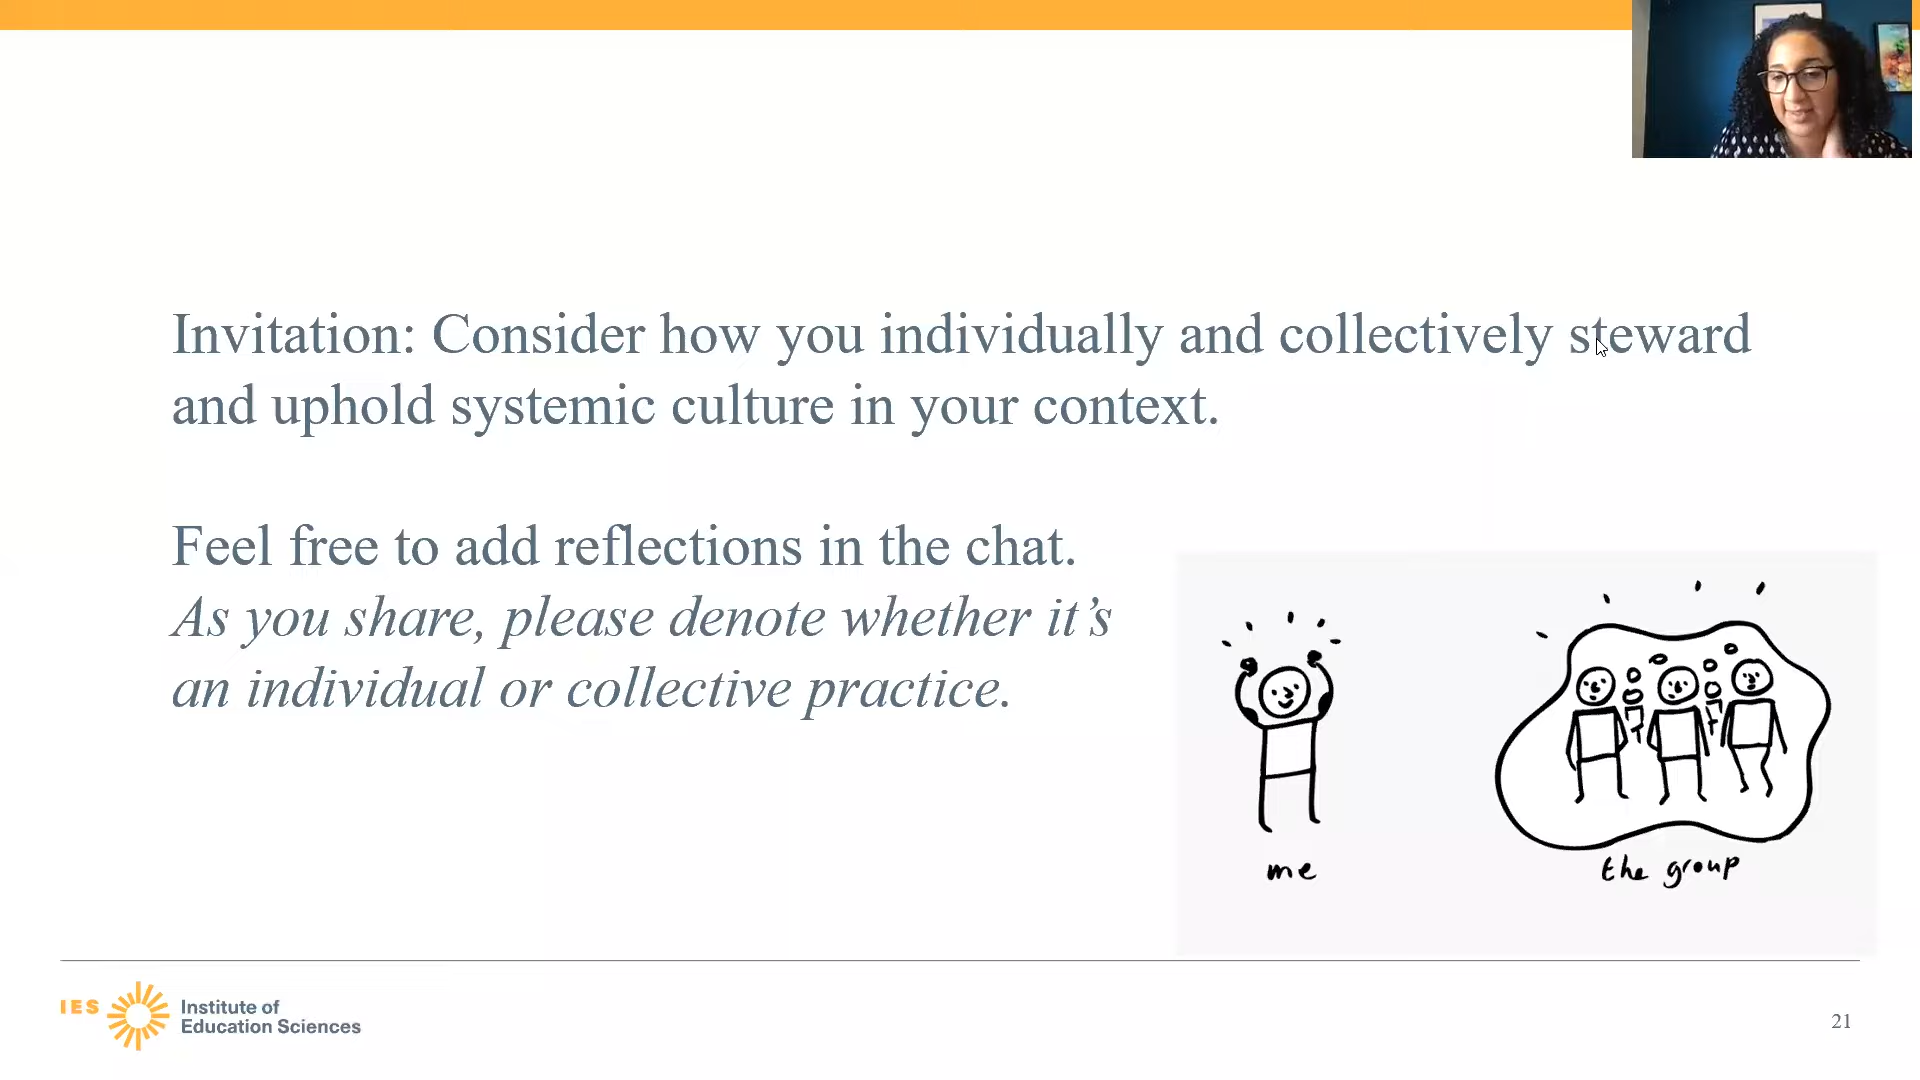 Invitation: Consider how you individually and collectively steward
and uphold systemic culture in your context.
Feel free to add reflections in the chat.
As you share, please denote whether it’s
an individual or collective practice.
me
the group
IES
Institute of
Education Sciences
21